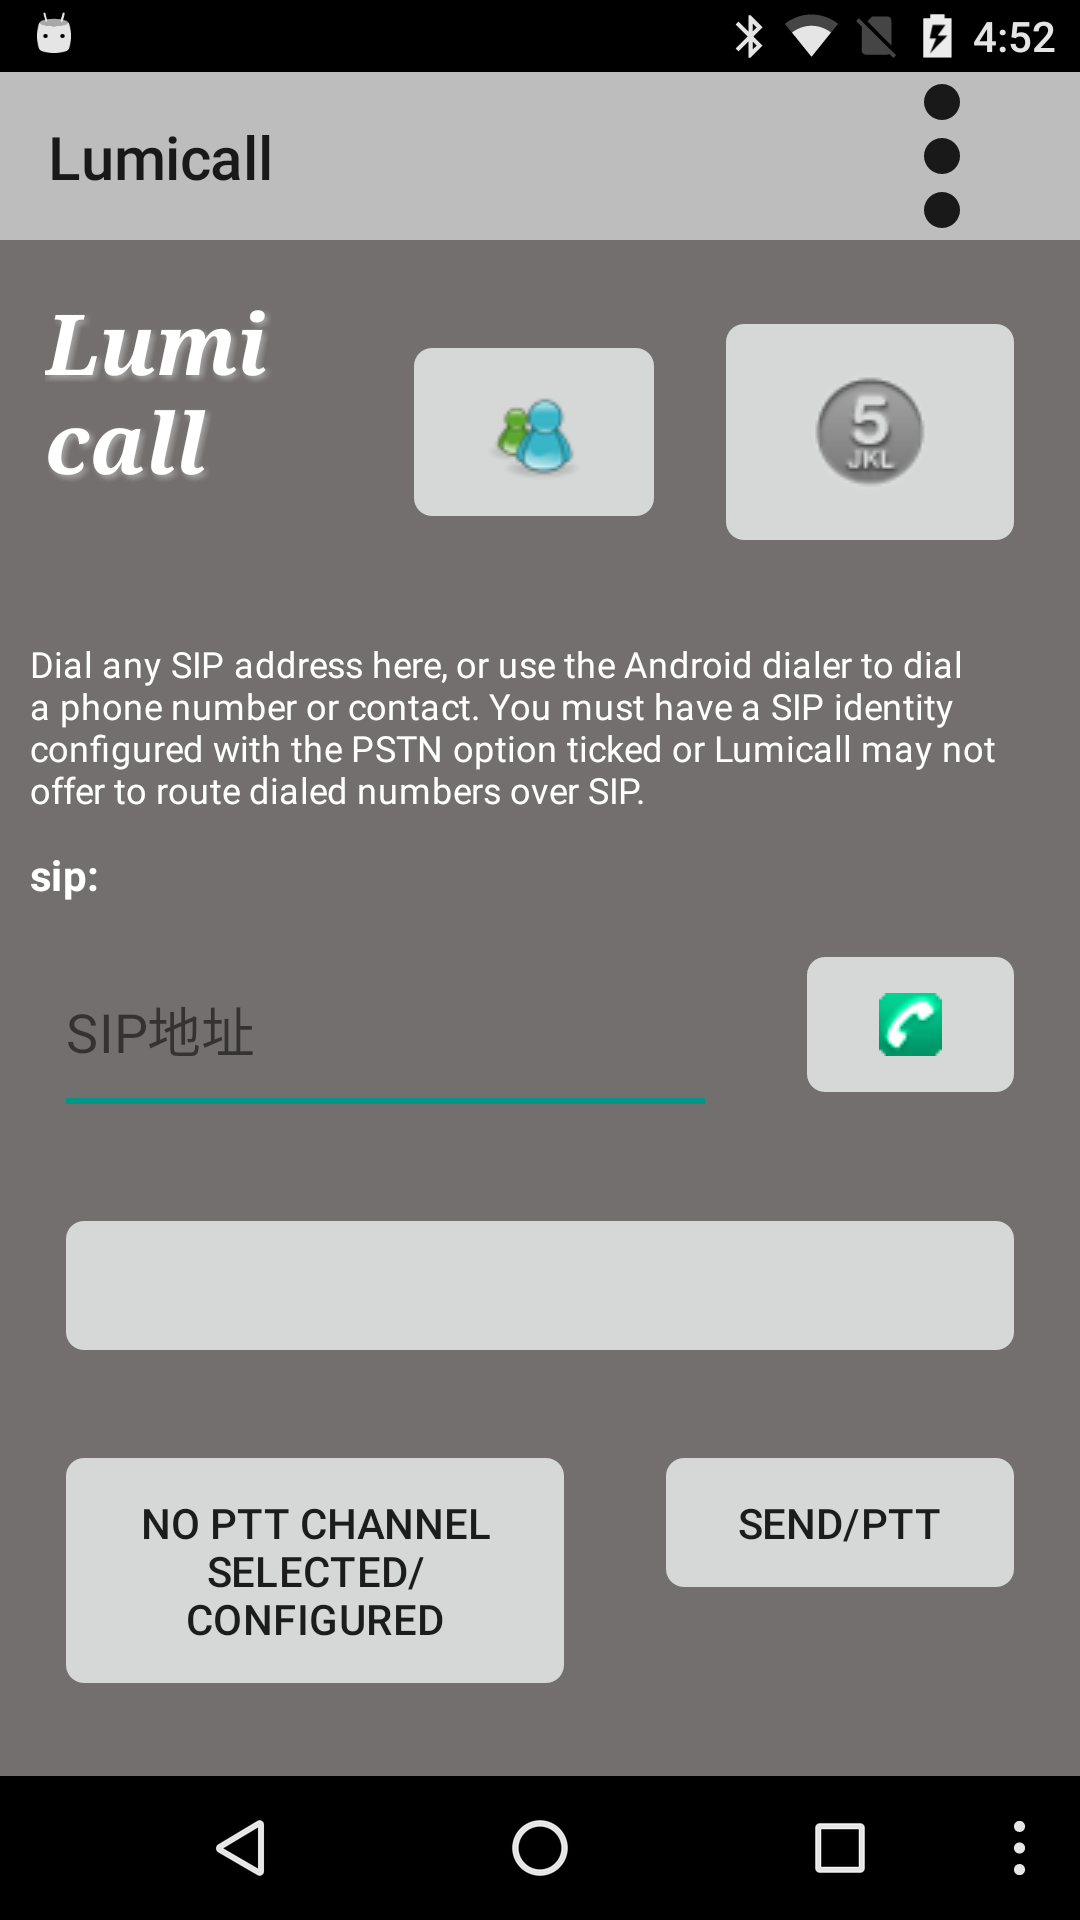 4:52
Lumicall
Lumi
call
5
JKL
Dial any SIP address here, or use the Android dialer to dial
a phone number or contact. You must have a SIP identity
configured with the PSTN option ticked or Lumicall may not
offer to route dialed numbers over SIP.
sip:
SIP地址
NO PTT CHANNEL
SELECTED/
CONFIGURED
SEND/PTT